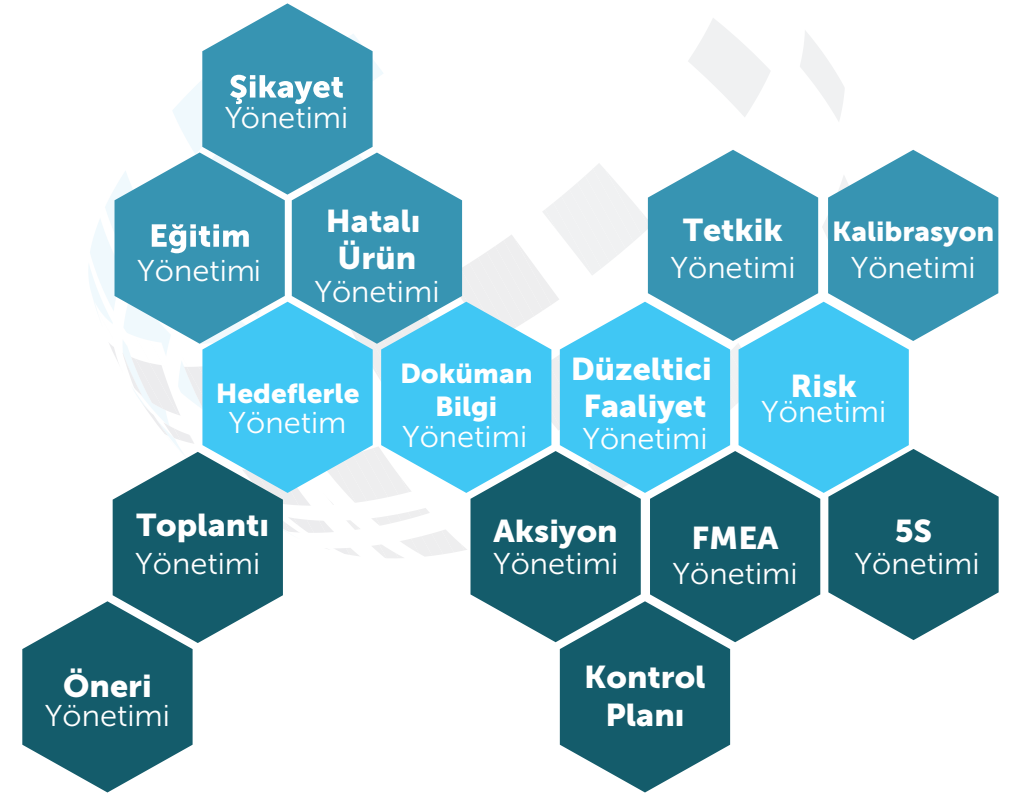 Şikayet
Yönetimi
Eğitim
Yönetimi
Hatalı
Ürün
Yönetimi
Tetkik
Yönetimi
Kalibrasyon
Yönetimi
Hedeflerle
Yönetim
Doküman
Bilgi
Yönetimi
Düzeltici
Faaliyet
Yönetimi
Risk
Yönetimi
Toplantı
Yönetimi
Aksiyon
Yönetimi
FMEA
Yönetimi
5S
Yönetimi
Öneri
Yönetimi
Kontrol
Planı